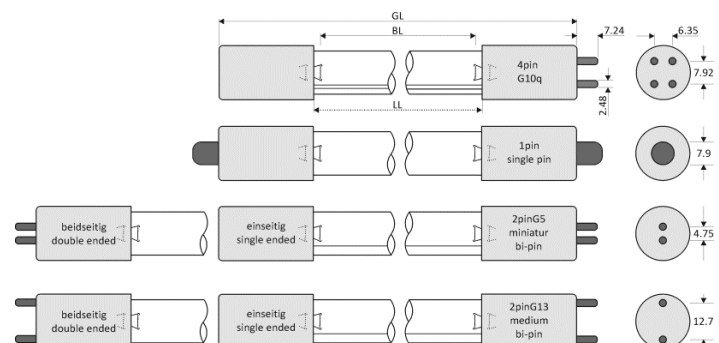 GL
BL
7.24
6.35
4pin
G10q
7.92
2.48
LL
1pin
single pin
7.9
beidseitig
double ended
einseitig
single ended
2pinG5
miniatur
bi-pin
4.75
beidseitig
double ended
einseitig
single ended
2pinG13
medium
bi-pin
12.7